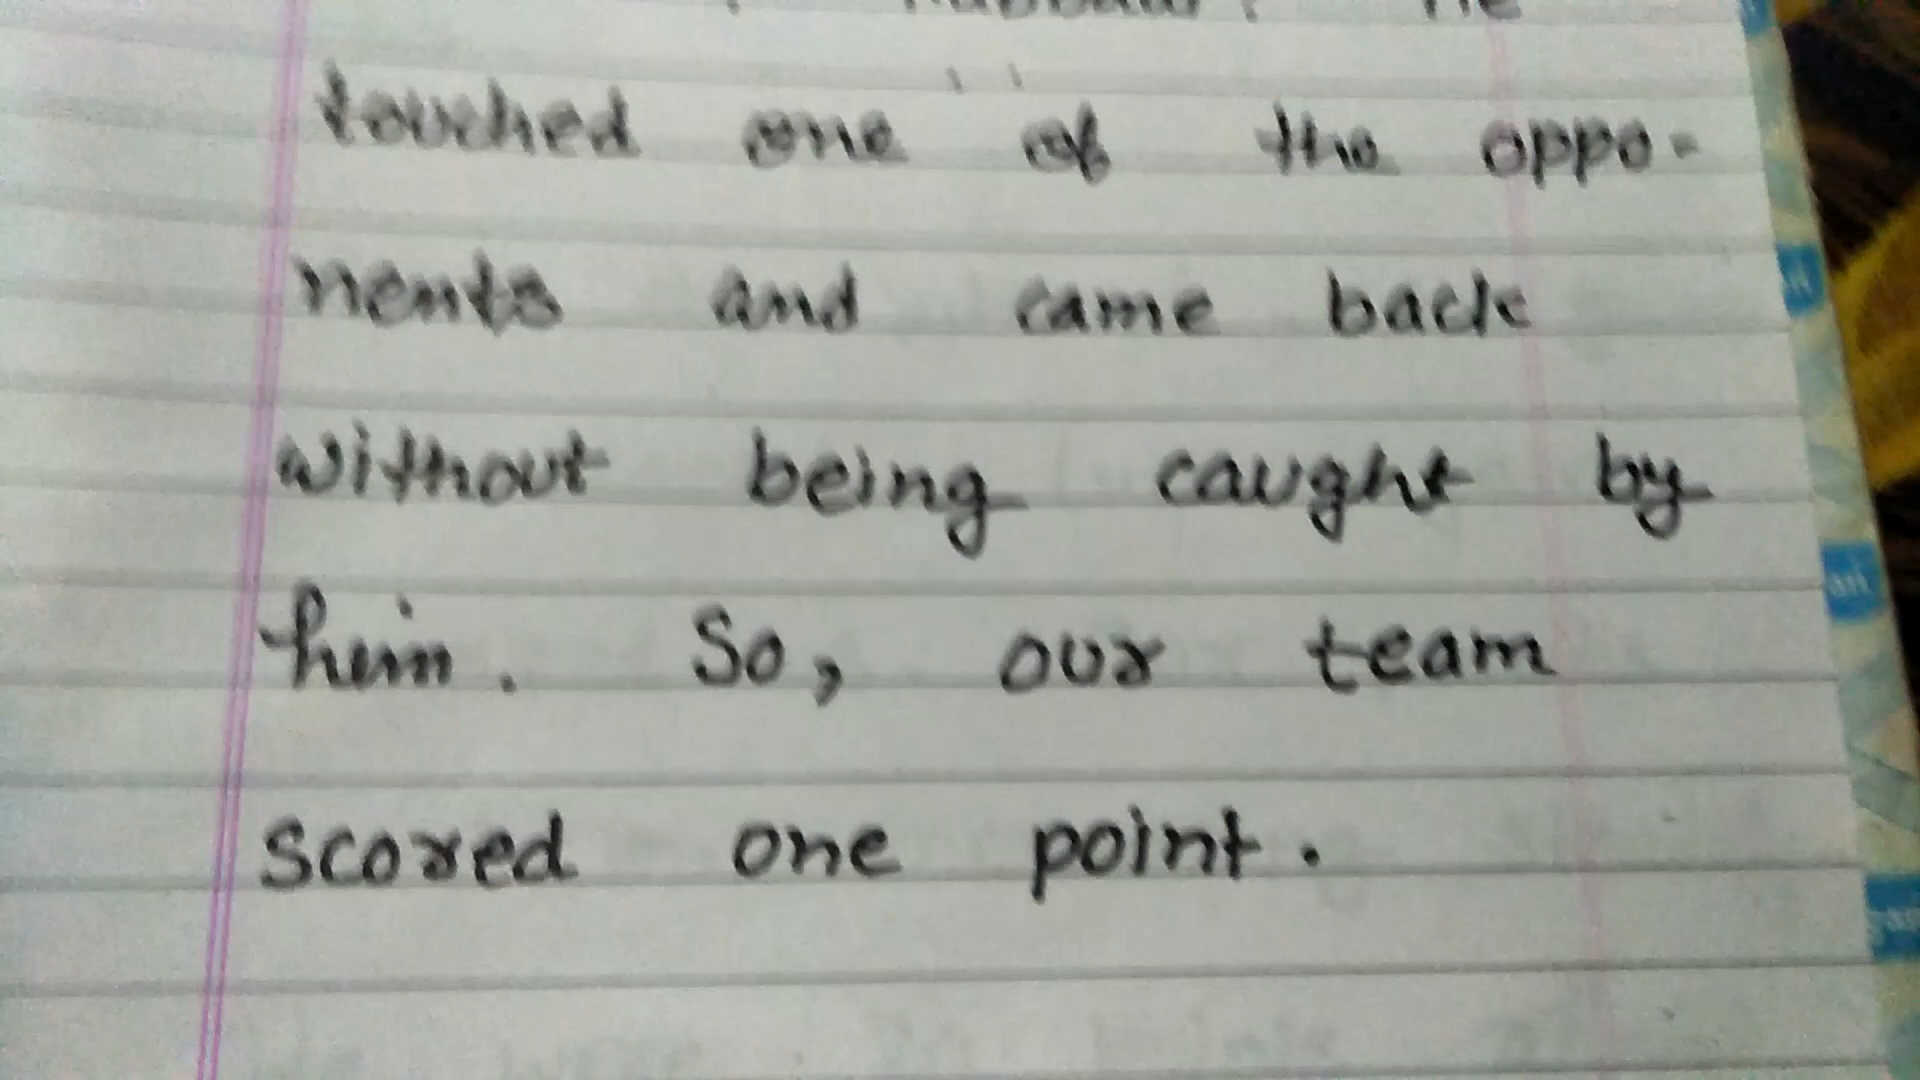 touched one of the oppo-
nents and came back
without being caught by
him. So, our team
scored one point.